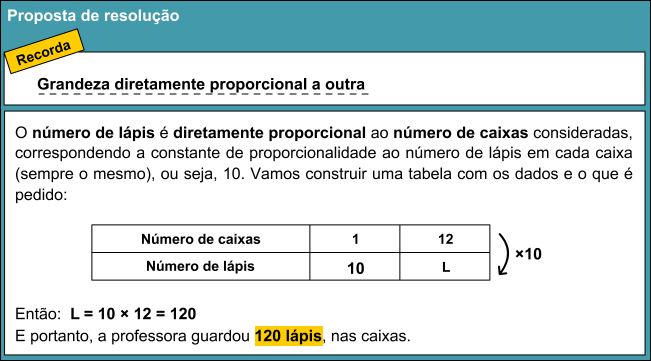 Proposta de resolução
Recorda
Grandeza diretamente proporcional a outra
O número de lápis é diretamente proporcional ao número de caixas consideradas,
correspondendo a constante de proporcionalidade ao número de lápis em cada caixa
(sempre o mesmo), ou seja, 10. Vamos construir uma tabela com os dados e o que é
pedido:
Número de caixas 1 12
Número de lápis 10 L
×10
Então: L = 10 × 12 = 120
E portanto, a professora guardou 120 lápis, nas caixas.